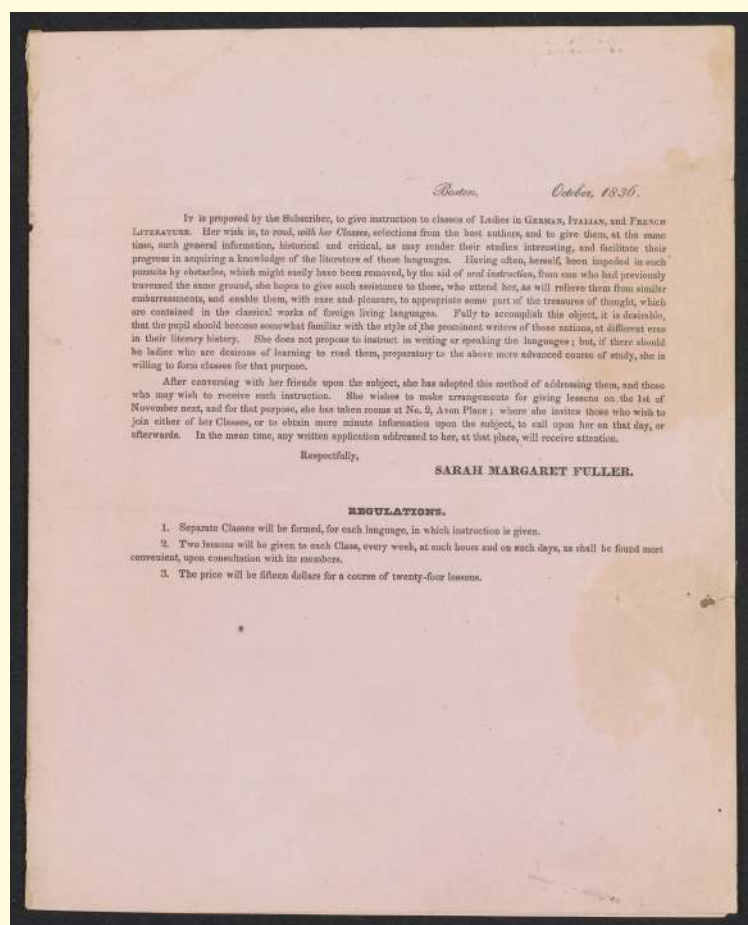 Boston, October, 1836.
It is proposed by the Subscriber, to give instruction to classes of Ladies in German, Italian, and French
Literature. Her wish is, to read, with her Classes, selections from the best authors, and to give them, at the same
time, such general information, historical and critical, as may render their studies interesting, and facilitate their
progress in acquiring a knowledge of the literature of those languages. Having often, herself, been impeded in such
pursuits by obstacles, which might easily have been removed, by the aid of oral instruction, from one who had previously
traversed the same ground, she hopes to give such assistance to those, who attend her, as will relieve them from similar
embarrassments, and enable them, with ease and pleasure, to appropriate some part of the treasures of thought, which
are contained in the classical works of foreign living languages. Fully to accomplish this object, it is desirable,
that the pupil should become somewhat familiar with the style of the prominent writers of those nations, at different eras
in their literary history. She does not propose to instruct in writing or speaking the languages; but, if there should
be ladies who are desirous of learning to read them, preparatory to the above more advanced course of study, she is
willing to form classes for that purpose.
After conversing with her friends upon the subject, she has adopted this method of addressing them, and those
who may wish to receive such instruction. She wishes to make arrangements for giving lessons on the 1st of
November next, and for that purpose, she has taken rooms at No. 2, Avon Place; where she invites those who wish to
join either of her Classes, or to obtain more minute information upon the subject, to call upon her on that day, or
afterwards. In the mean time, any written application addressed to her, at that place, will receive attention.
Respectfully,
SARAH MARGARET FULLER.
REGULATIONS.
1. Separate Classes will be formed, for each language, in which instruction is given.
2. Two lessons will be given to each Class, every week, at such hours and on such days, as shall be found most
convenient, upon consultation with its members.
3. The price will be fifteen dollars for a course of twenty-four lessons.